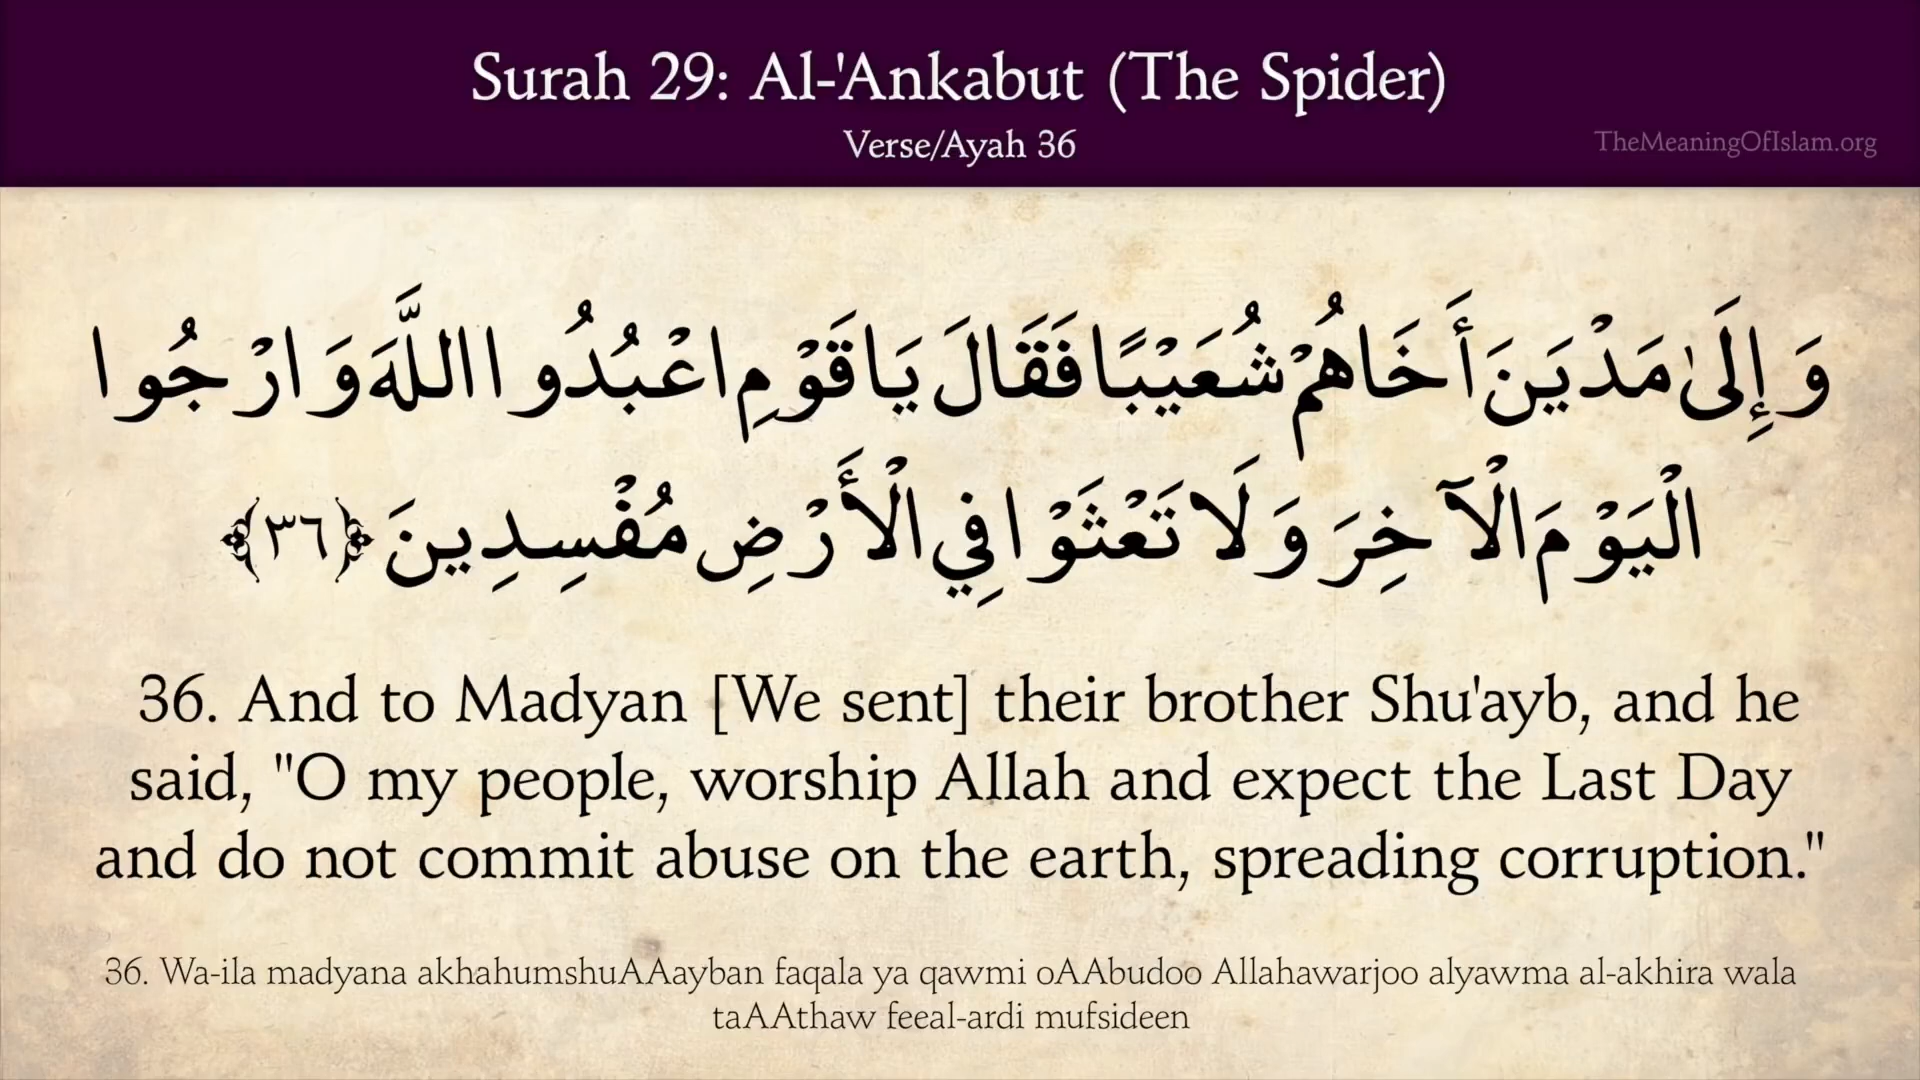 Surah 29: Al-'Ankabut (The Spider)
Verse/Ayah 36
TheMeaningOfIslam.org
وَإِلَىٰ مَدْيَنَ أَخَاهُمْ شُعَيْبًا فَقَالَ يَا قَوْمِ اعْبُدُوا اللَّهَ وَارْجُوا
الْيَوْمَ الْآخِرَ وَلَا تَعْثَوْا فِي الْأَرْضِ مُفْسِدِينَ ﴿٣٦﴾
36. And to Madyan [We sent] their brother Shu'ayb, and he
said, "O my people, worship Allah and expect the Last Day
and do not commit abuse on the earth, spreading corruption."
36. Wa-ila madyana akhahumshuAAayban faqala ya qawmi oAAbudoo Allahawarjoo alyawma al-akhira wala
taAAthaw feeal-ardi mufsideen